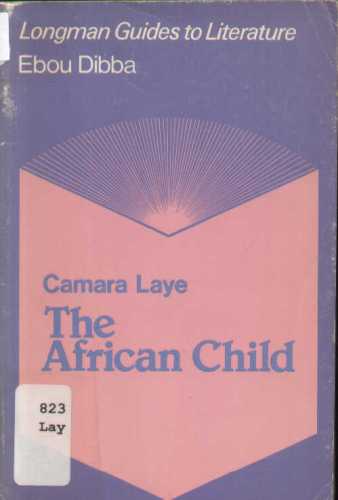 Longman Guides to Literature
Ebou Dibba
Camara Laye
The
African Child
823
Lay